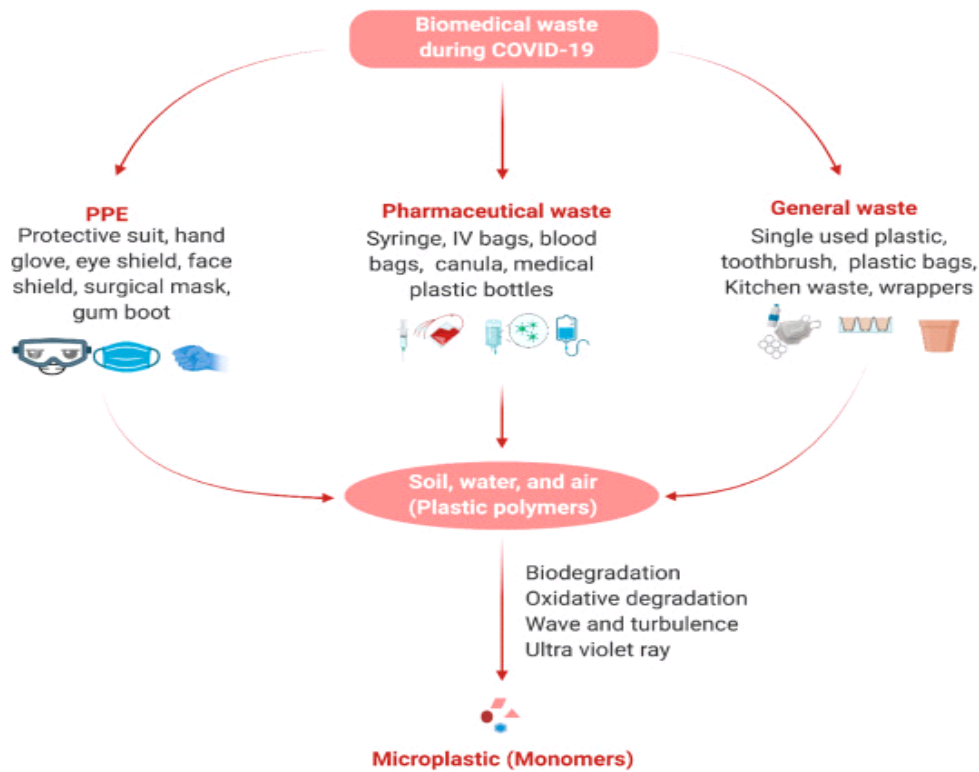 Biomedical waste
during COVID-19
PPE
Protective suit, hand
glove, eye shield, face
shield, surgical mask,
gum boot
Pharmaceutical waste
Syringe, IV bags, blood
bags, canula, medical
plastic bottles
General waste
Single used plastic,
toothbrush, plastic bags,
Kitchen waste, wrappers
Soil, water, and air
(Plastic polymers)
Biodegradation
Oxidative degradation
Wave and turbulence
Ultra violet ray
Microplastic (Monomers)